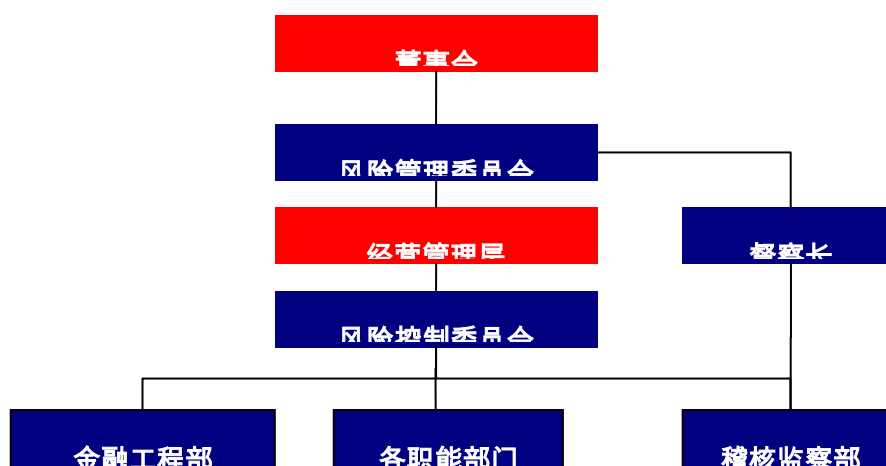 董事会
风险管理委员会
经营管理层
督察长
风险控制委员会
金融工程部
各职能部门
稽核监察部